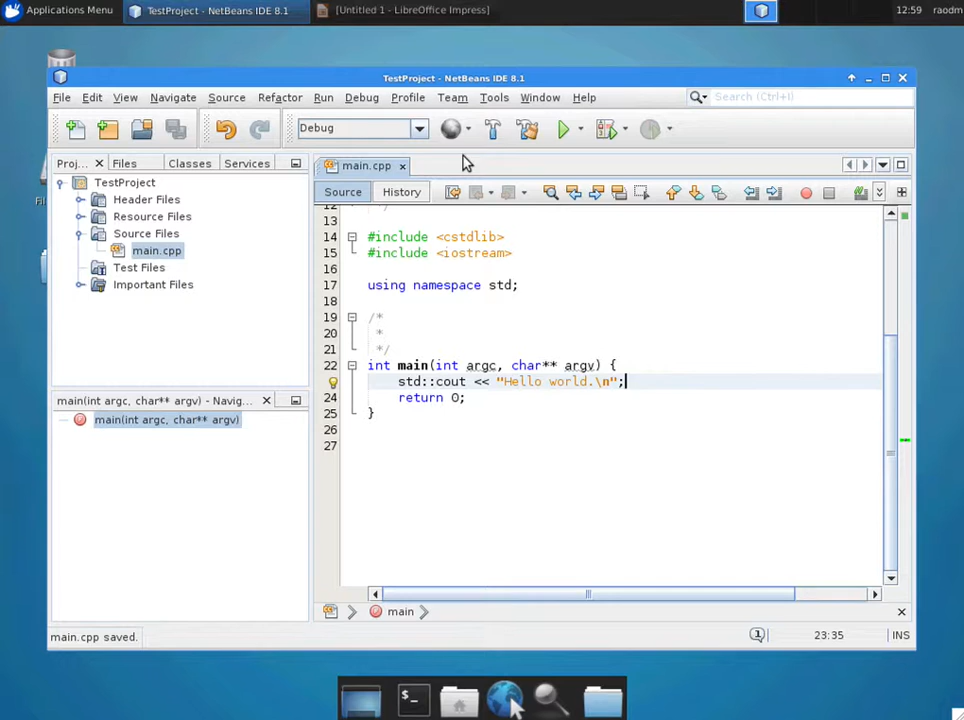 Applications Menu
TestProject - NetBeans IDE 8.1
[Untitled 1 - LibreOffice Impress]
12:59
raodm
TestProject - NetBeans IDE 8.1
File Edit View Navigate Source Refactor Run Debug Profile Team Tools Window Help
Search (Ctrl+I)
Debug
Proj...
Files
Classes
Services
main.cpp
TestProject
Header Files
Resource Files
Source Files
main.cpp
Test Files
Important Files
Source
History
12 */
13
14 #include <cstdlib>
15 #include <iostream>
16
17 using namespace std;
18
19 /*
20 *
21 */
22 int main(int argc, char** argv) {
std::cout << "Hello world.\n";
24 return 0;
25 }
26
27
main(int argc, char** argv) - Navig...
main(int argc, char** argv)
main
main.cpp saved.
1
23:35
INS
>_